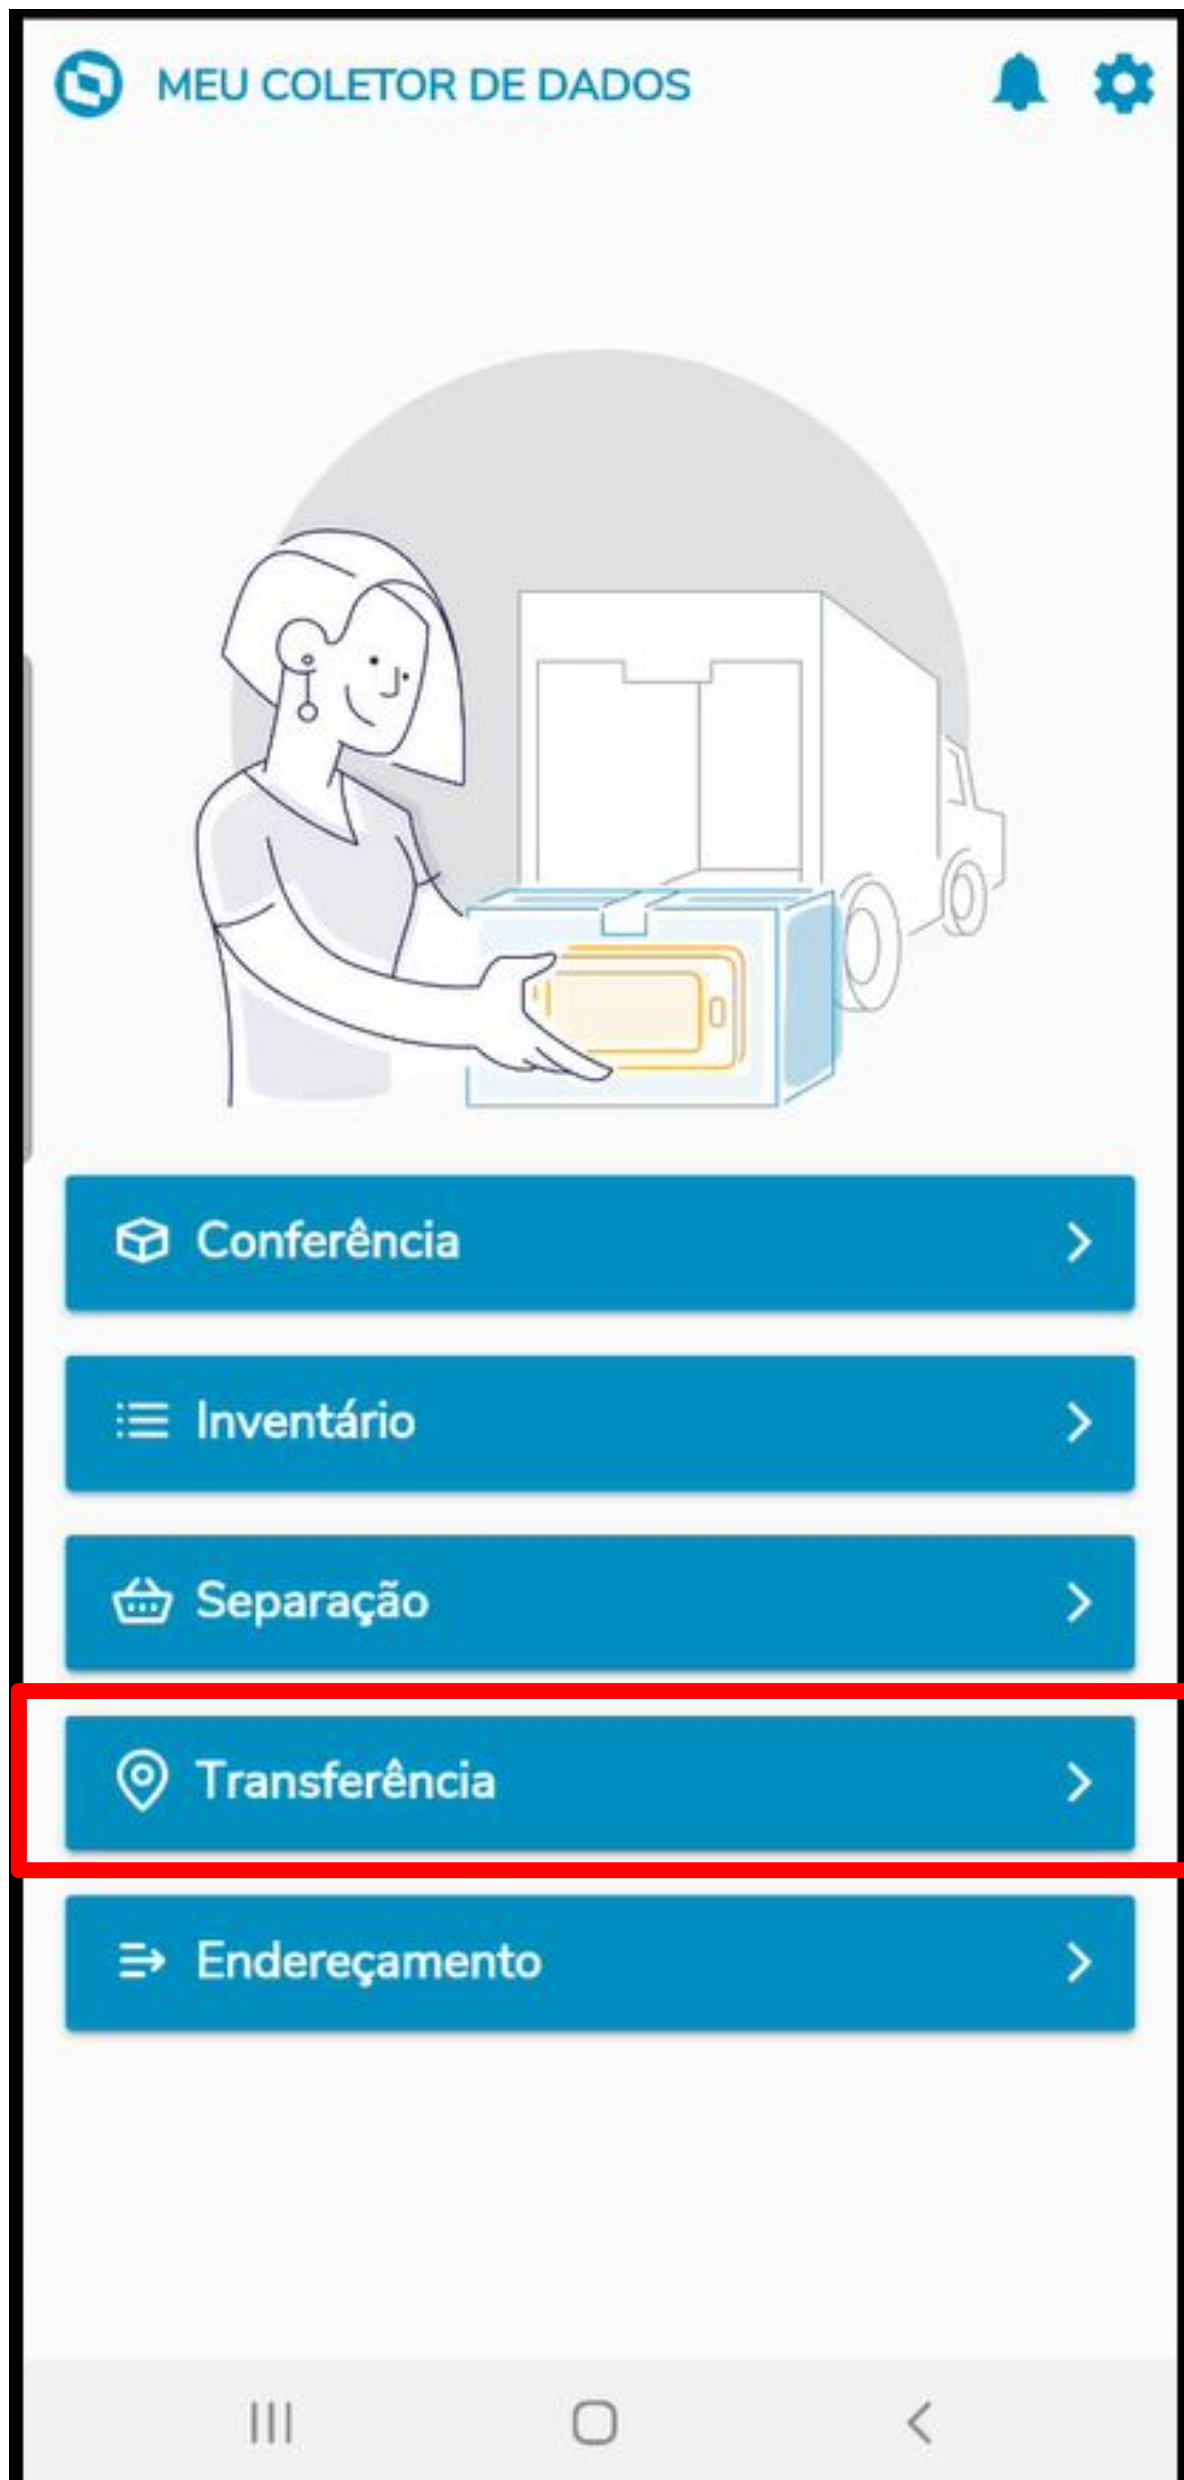 MEU COLETOR DE DADOS
Conferência
Inventário
Separação
Transferência
Endereçamento